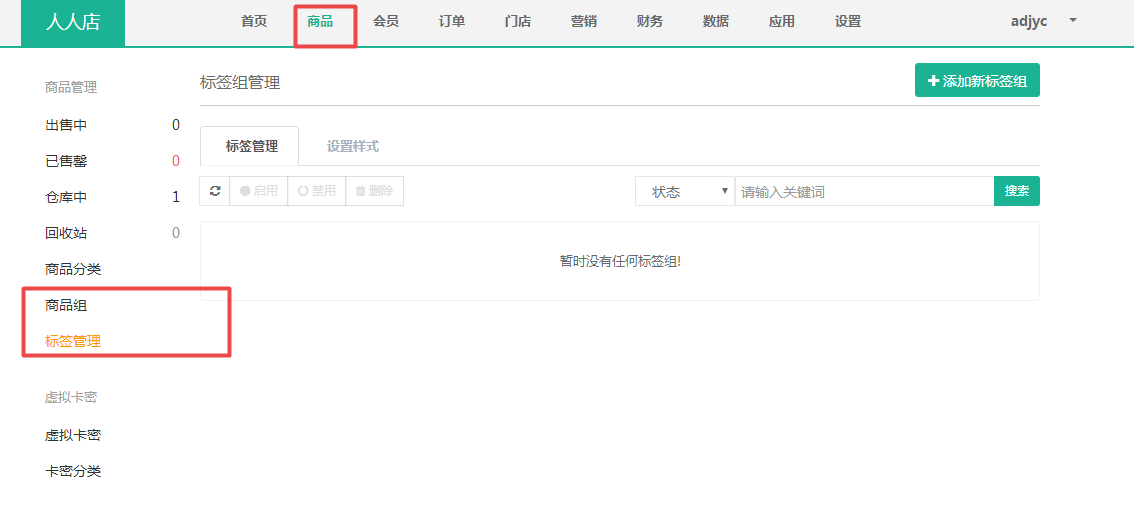 人人店 首页 商品 会员 订单 门店 营销 财务 数据 应用 设置 adjyc
商品管理
出售中 0
已售罄 0
仓库中 1
回收站 0
商品分类
商品组
标签管理
虚拟卡密
虚拟卡密
卡密分类
标签组管理 添加新标签组
标签管理 设置样式
启用 禁用 删除 状态 请输入关键词 搜索
暂时没有任何标签组!